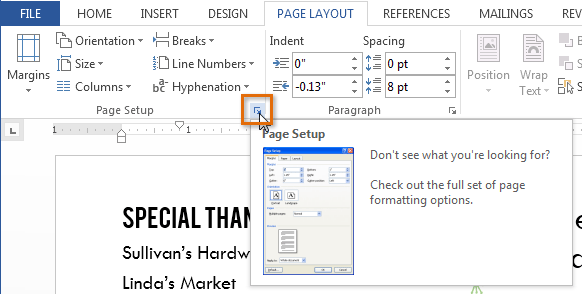 FILE HOME INSERT DESIGN PAGE LAYOUT REFERENCES MAILINGS
Margins
Orientation
Size
Columns
Breaks
Line Numbers
Hyphenation
Page Setup
Indent
0"
-0.13"
Spacing
0 pt
8 pt
Paragraph
Position
Wrap
Text
1 1
Page Setup
Don't see what you're looking for?
Check out the full set of page
formatting options.
SPECIAL THAN
Sullivan's Hardw
Linda's Market